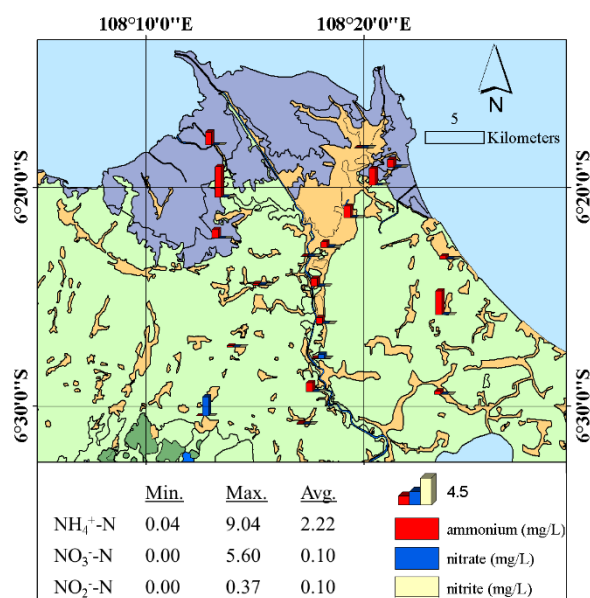 108°10'0"E 108°20'0"E
N
5
Kilometers
6°20'0"S 6°20'0"S
6°30'0"S 6°30'0"S
Min. Max. Avg.
NH₄⁺-N 0.04 9.04 2.22
NO₃⁻-N 0.00 5.60 0.10
NO₂⁻-N 0.00 0.37 0.10
4.5
ammonium (mg/L)
nitrate (mg/L)
nitrite (mg/L)